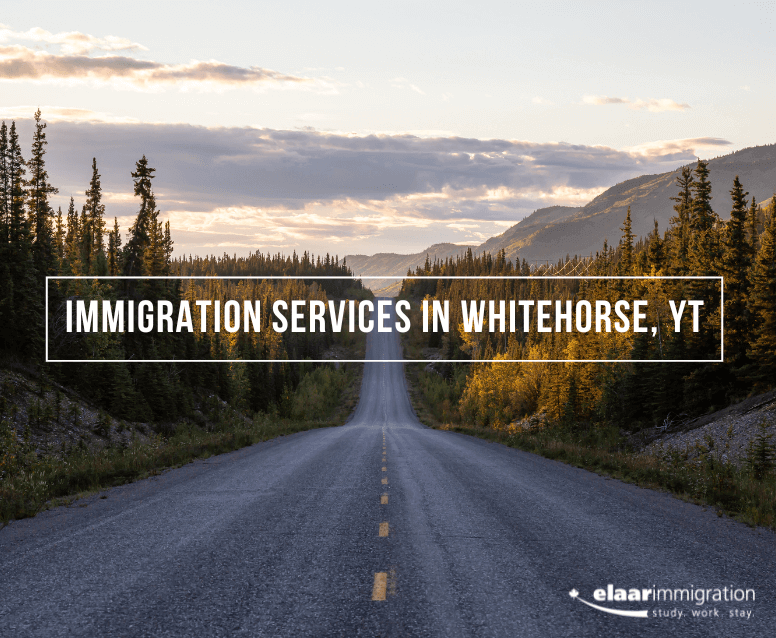 IMMIGRATION SERVICES IN WHITEHORSE, YT
elaarimmigration
study. work. stay.